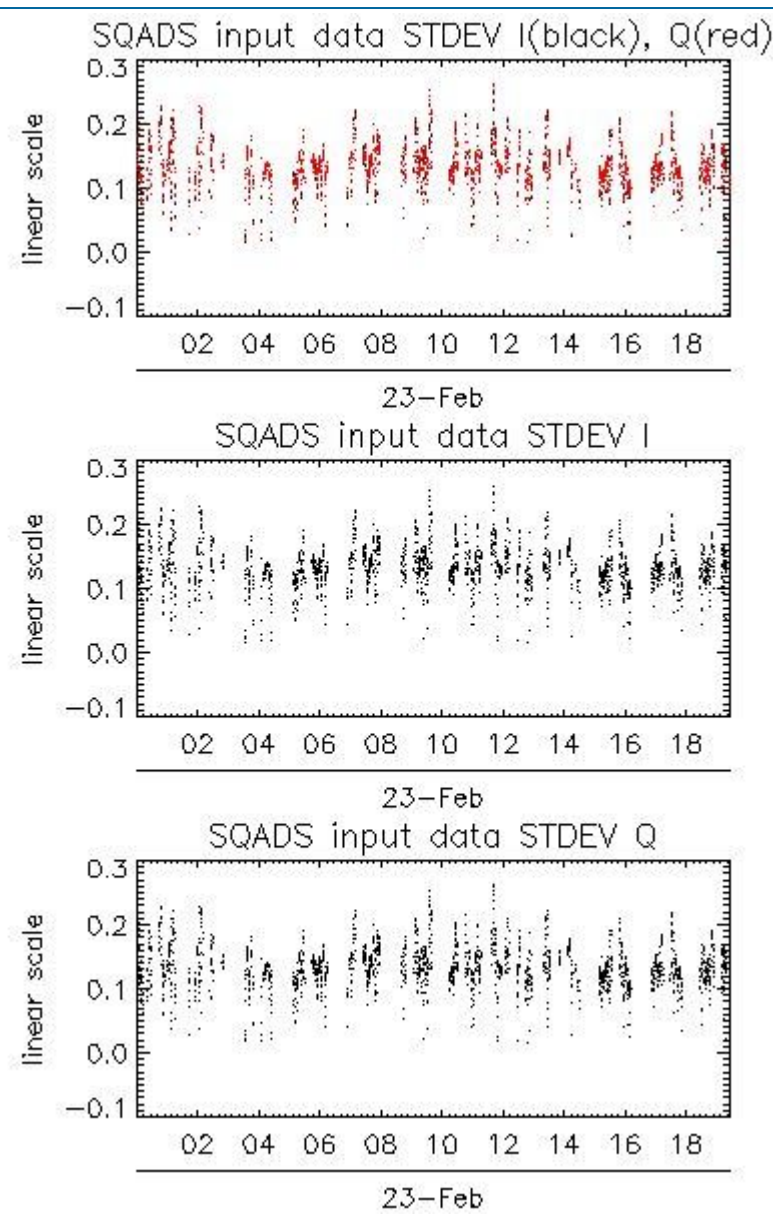 SQADS input data STDEV I(black), Q(red)
linear scale
0.3
0.2
0.1
0.0
−0.1
02 04 06 08 10 12 14 16 18
23−Feb
SQADS input data STDEV I
linear scale
0.3
0.2
0.1
0.0
−0.1
02 04 06 08 10 12 14 16 18
23−Feb
SQADS input data STDEV Q
linear scale
0.3
0.2
0.1
0.0
−0.1
02 04 06 08 10 12 14 16 18
23−Feb